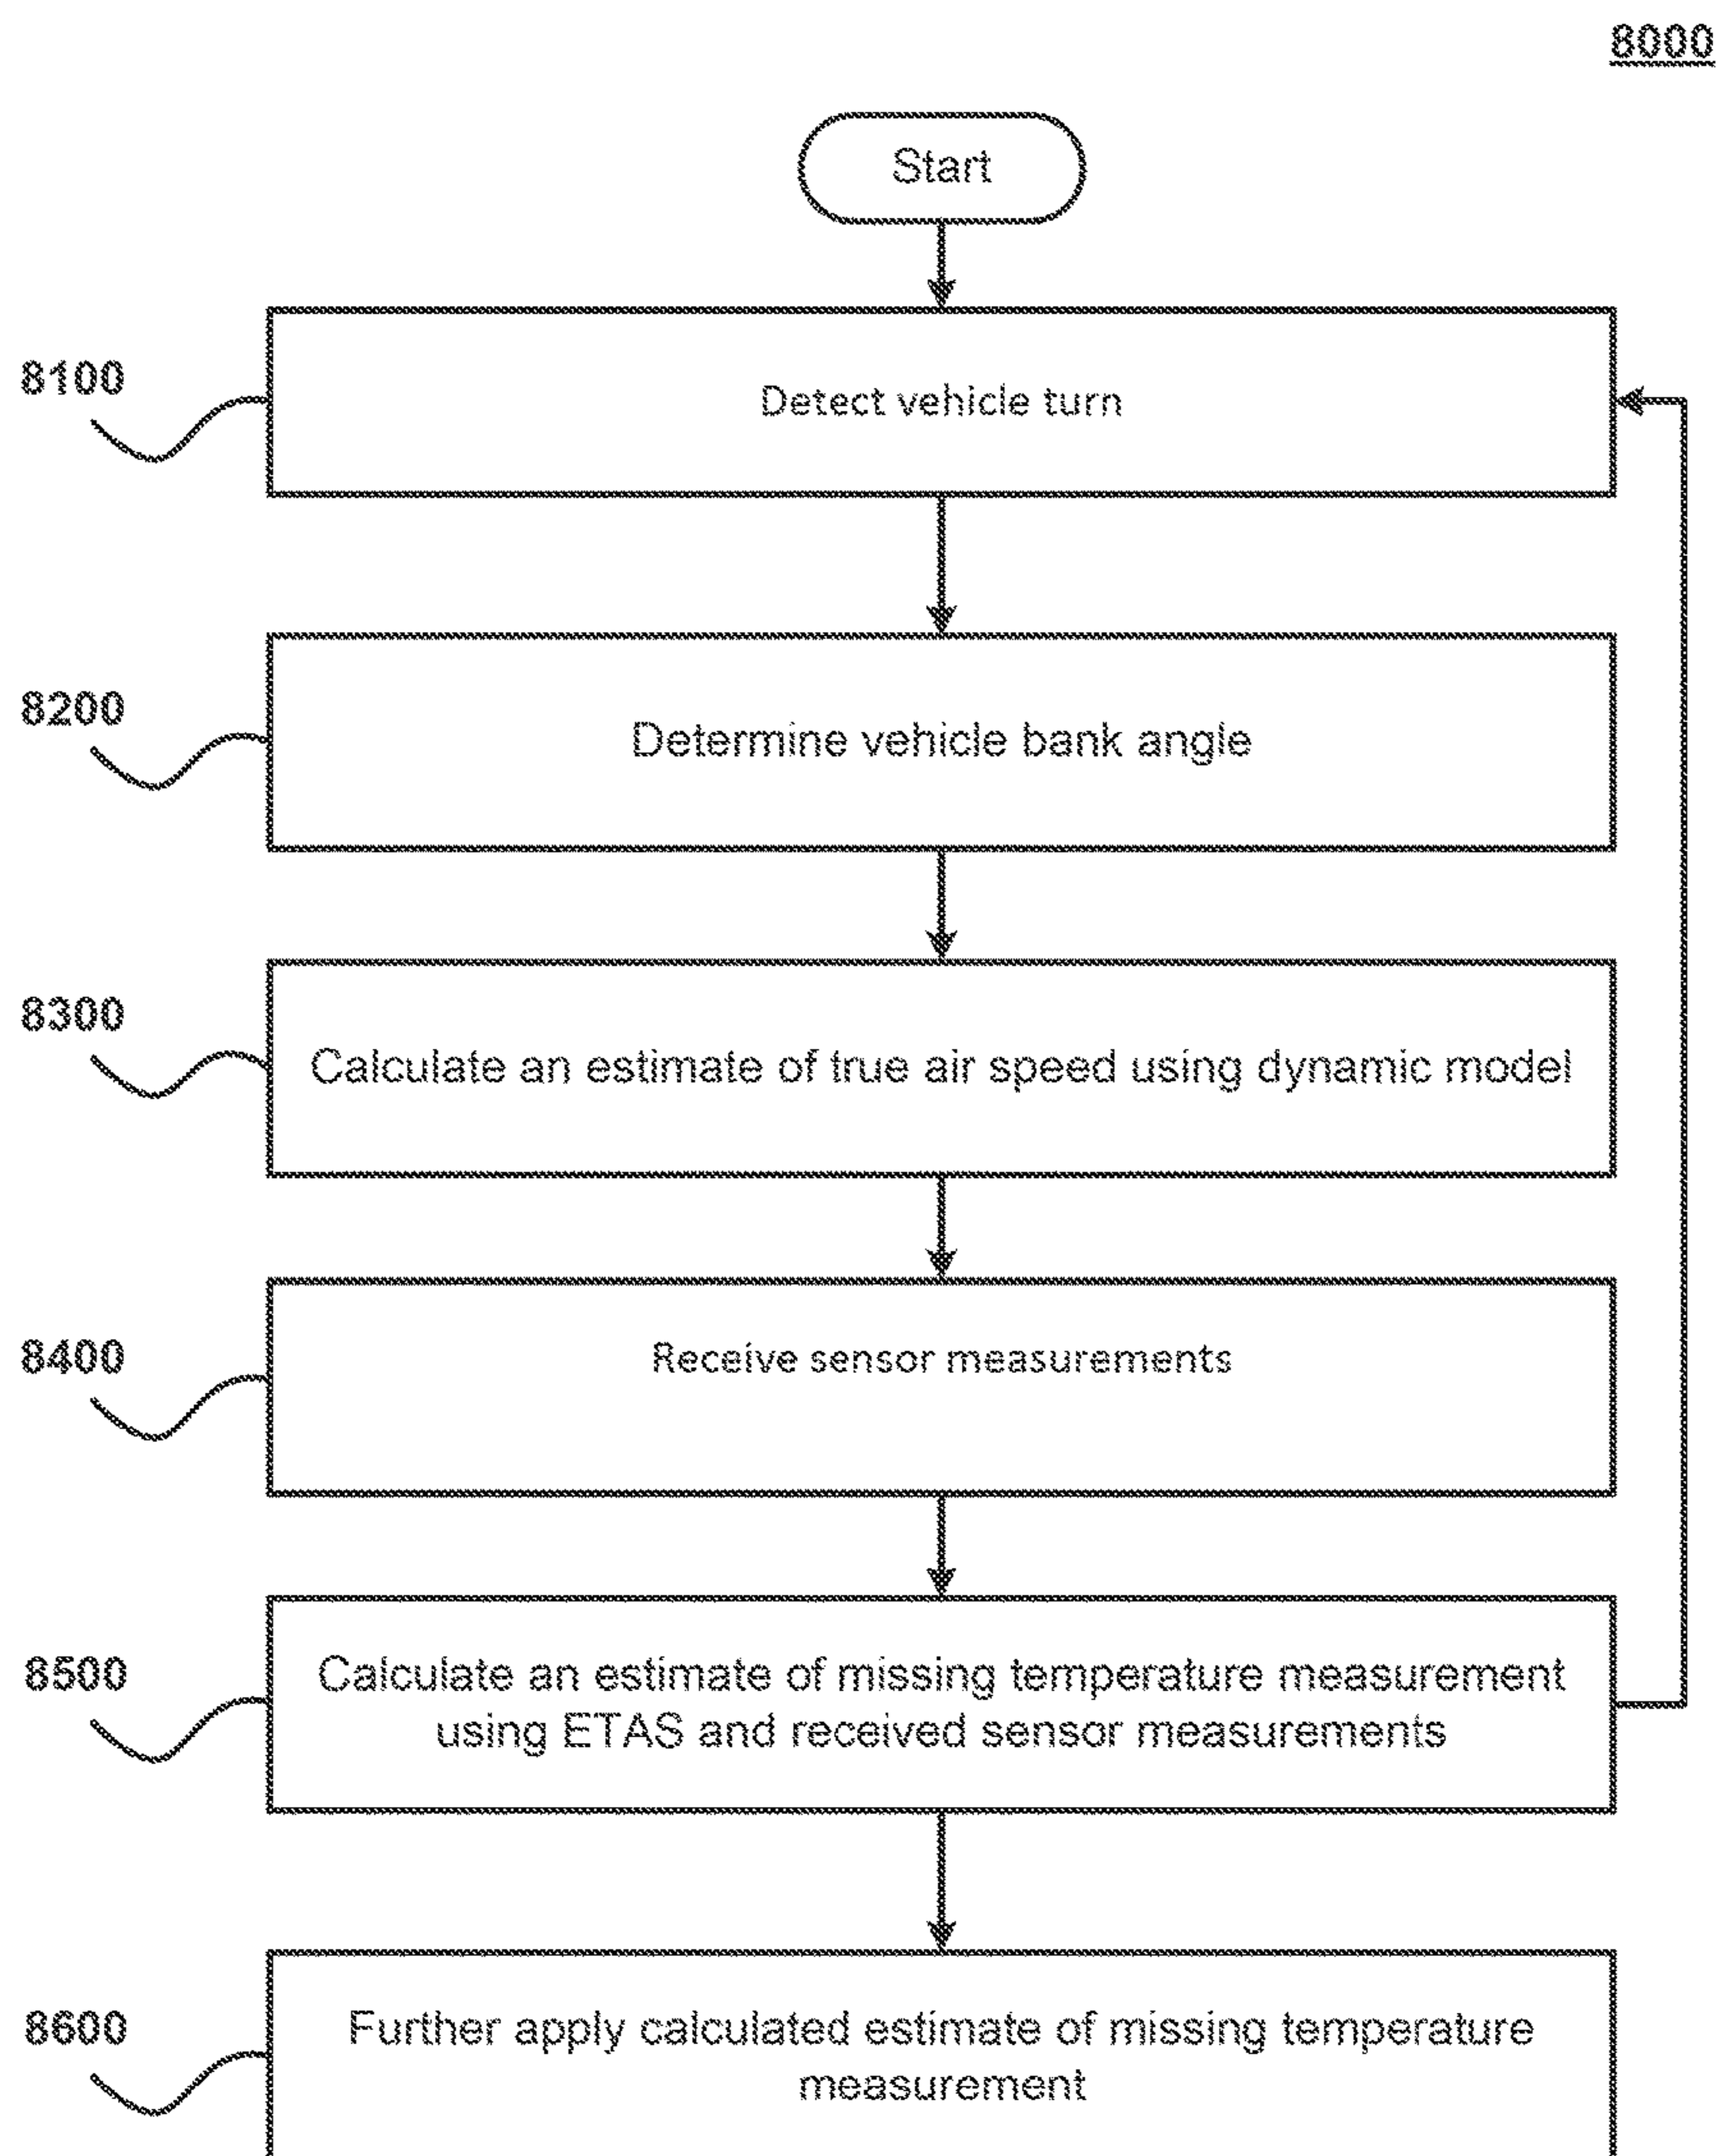 8000
Start
8100
Detect vehicle turn
8200
Determine vehicle bank angle
8300
Calculate an estimate of true air speed using dynamic model
8400
Receive sensor measurements
8500
Calculate an estimate of missing temperature measurement
using ETAS and received sensor measurements
8600
Further apply calculated estimate of missing temperature
measurement